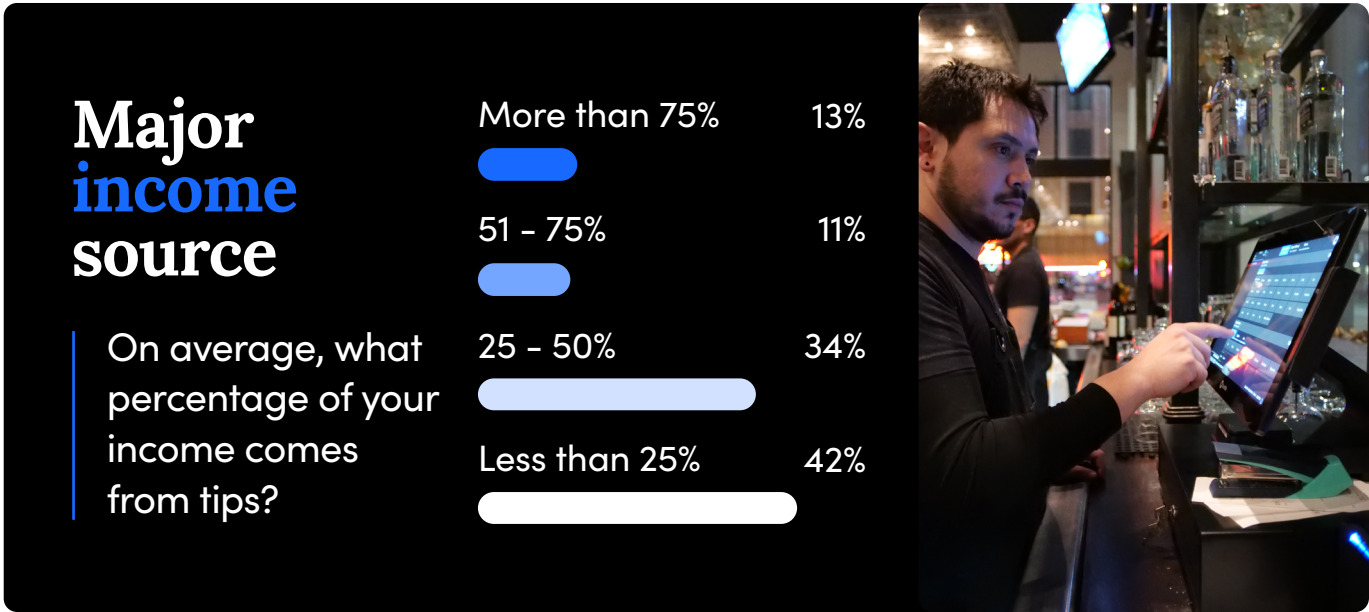 Major
income
source
On average, what
percentage of your
income comes
from tips?
More than 75% 13%
51 – 75% 11%
25 – 50% 34%
Less than 25% 42%